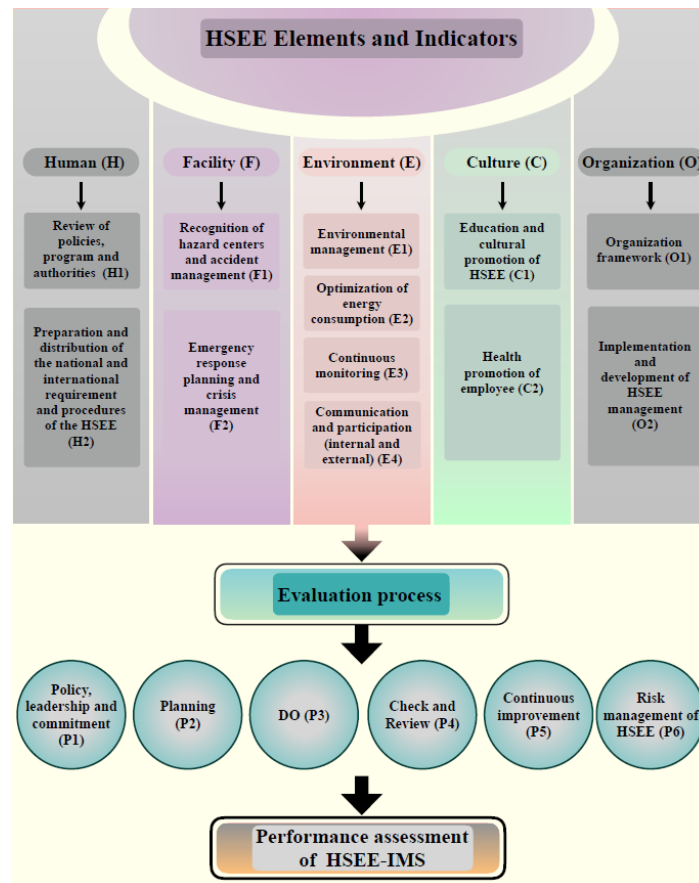 HSEE Elements and Indicators
Human (H)
Review of
policies,
program and
authorities (H1)
Preparation and
distribution of
the national and
international
requirement
and procedures
of the HSEE
(H2)
Facility (F)
Recognition of
hazard centers
and accident
management (F1)
Emergency
response
planning and
crisis
management
(F2)
Environment (E)
Environmental
management (E1)
Optimization of
energy
consumption (E2)
Continuous
monitoring (E3)
Communication
and participation
(internal and
external) (E4)
Culture (C)
Education and
cultural
promotion of
HSEE (C1)
Health
promotion of
employee (C2)
Organization (O)
Organization
framework (O1)
Implementation
and
development of
HSEE
management
(O2)
Evaluation process
Policy,
leadership and
commitment
(P1)
Planning
(P2)
DO (P3)
Check and
Review (P4)
Continuous
improvement
(P5)
Risk
management of
HSEE (P6)
Performance assessment
of HSEE-IMS